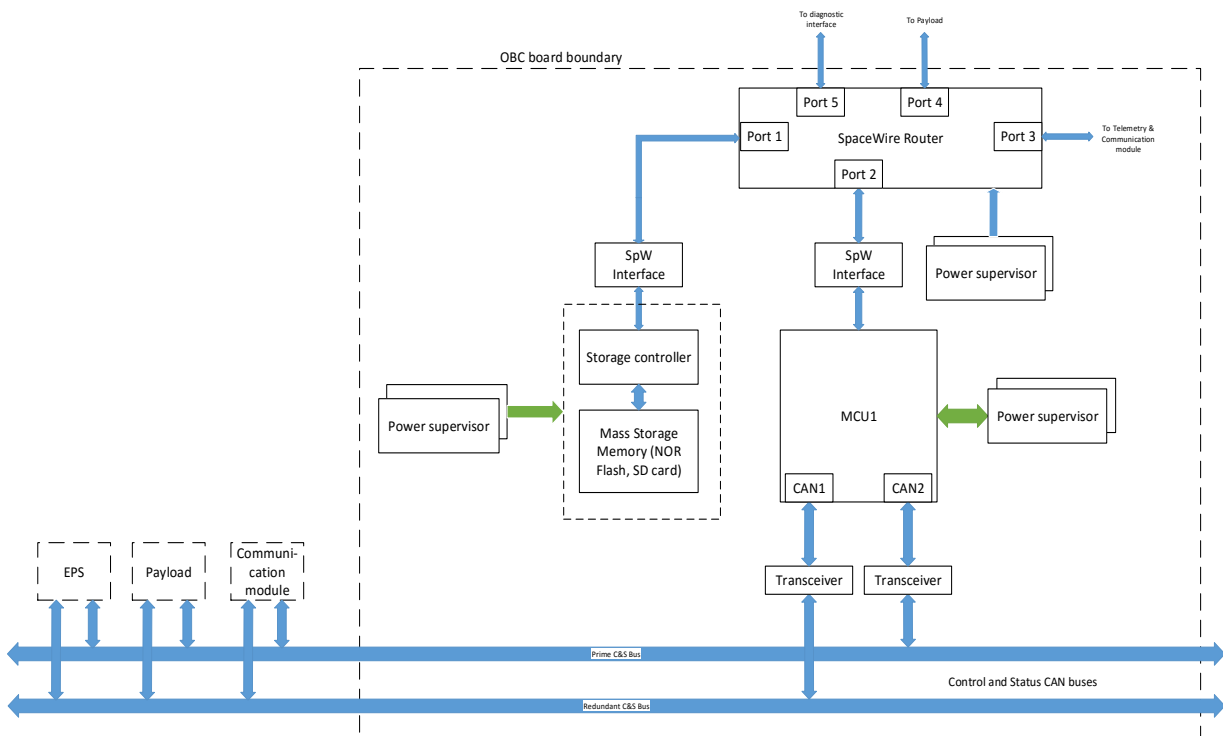 To diagnostic
interface
To Payload
OBC board boundary
Port 5
Port 4
Port 1
SpaceWire Router
Port 3
To Telemetry &
Communication
module
Port 2
SpW
Interface
SpW
Interface
Power supervisor
Storage controller
Power supervisor
MCU1
Power supervisor
Mass Storage
Memory (NOR
Flash, SD card)
CAN1
CAN2
EPS
Payload
Communi-
cation
module
Transceiver
Transceiver
Prime C&S Bus
Control and Status CAN buses
Redundant C&S Bus